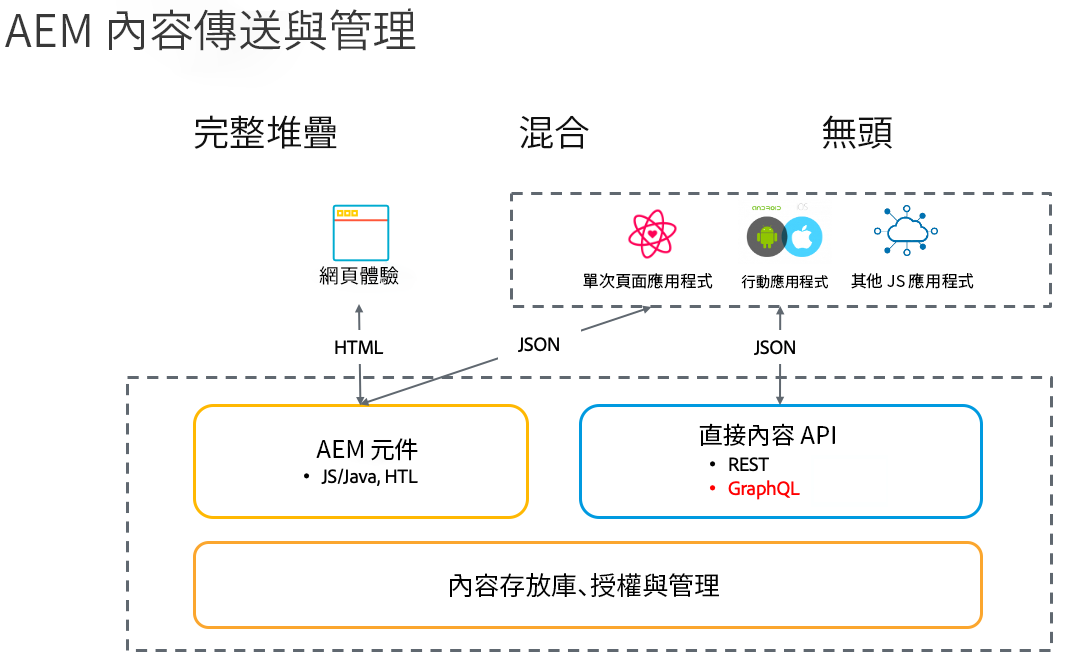 AEM 內容傳送與管理
完整堆疊
混合
無頭
ANDROID
iOS
網頁體驗
單次頁面應用程式
行動應用程式
其他 JS 應用程式
HTML
JSON
JSON
AEM 元件
• JS/Java, HTL
直接內容 API
• REST
• GraphQL
內容存放庫、授權與管理